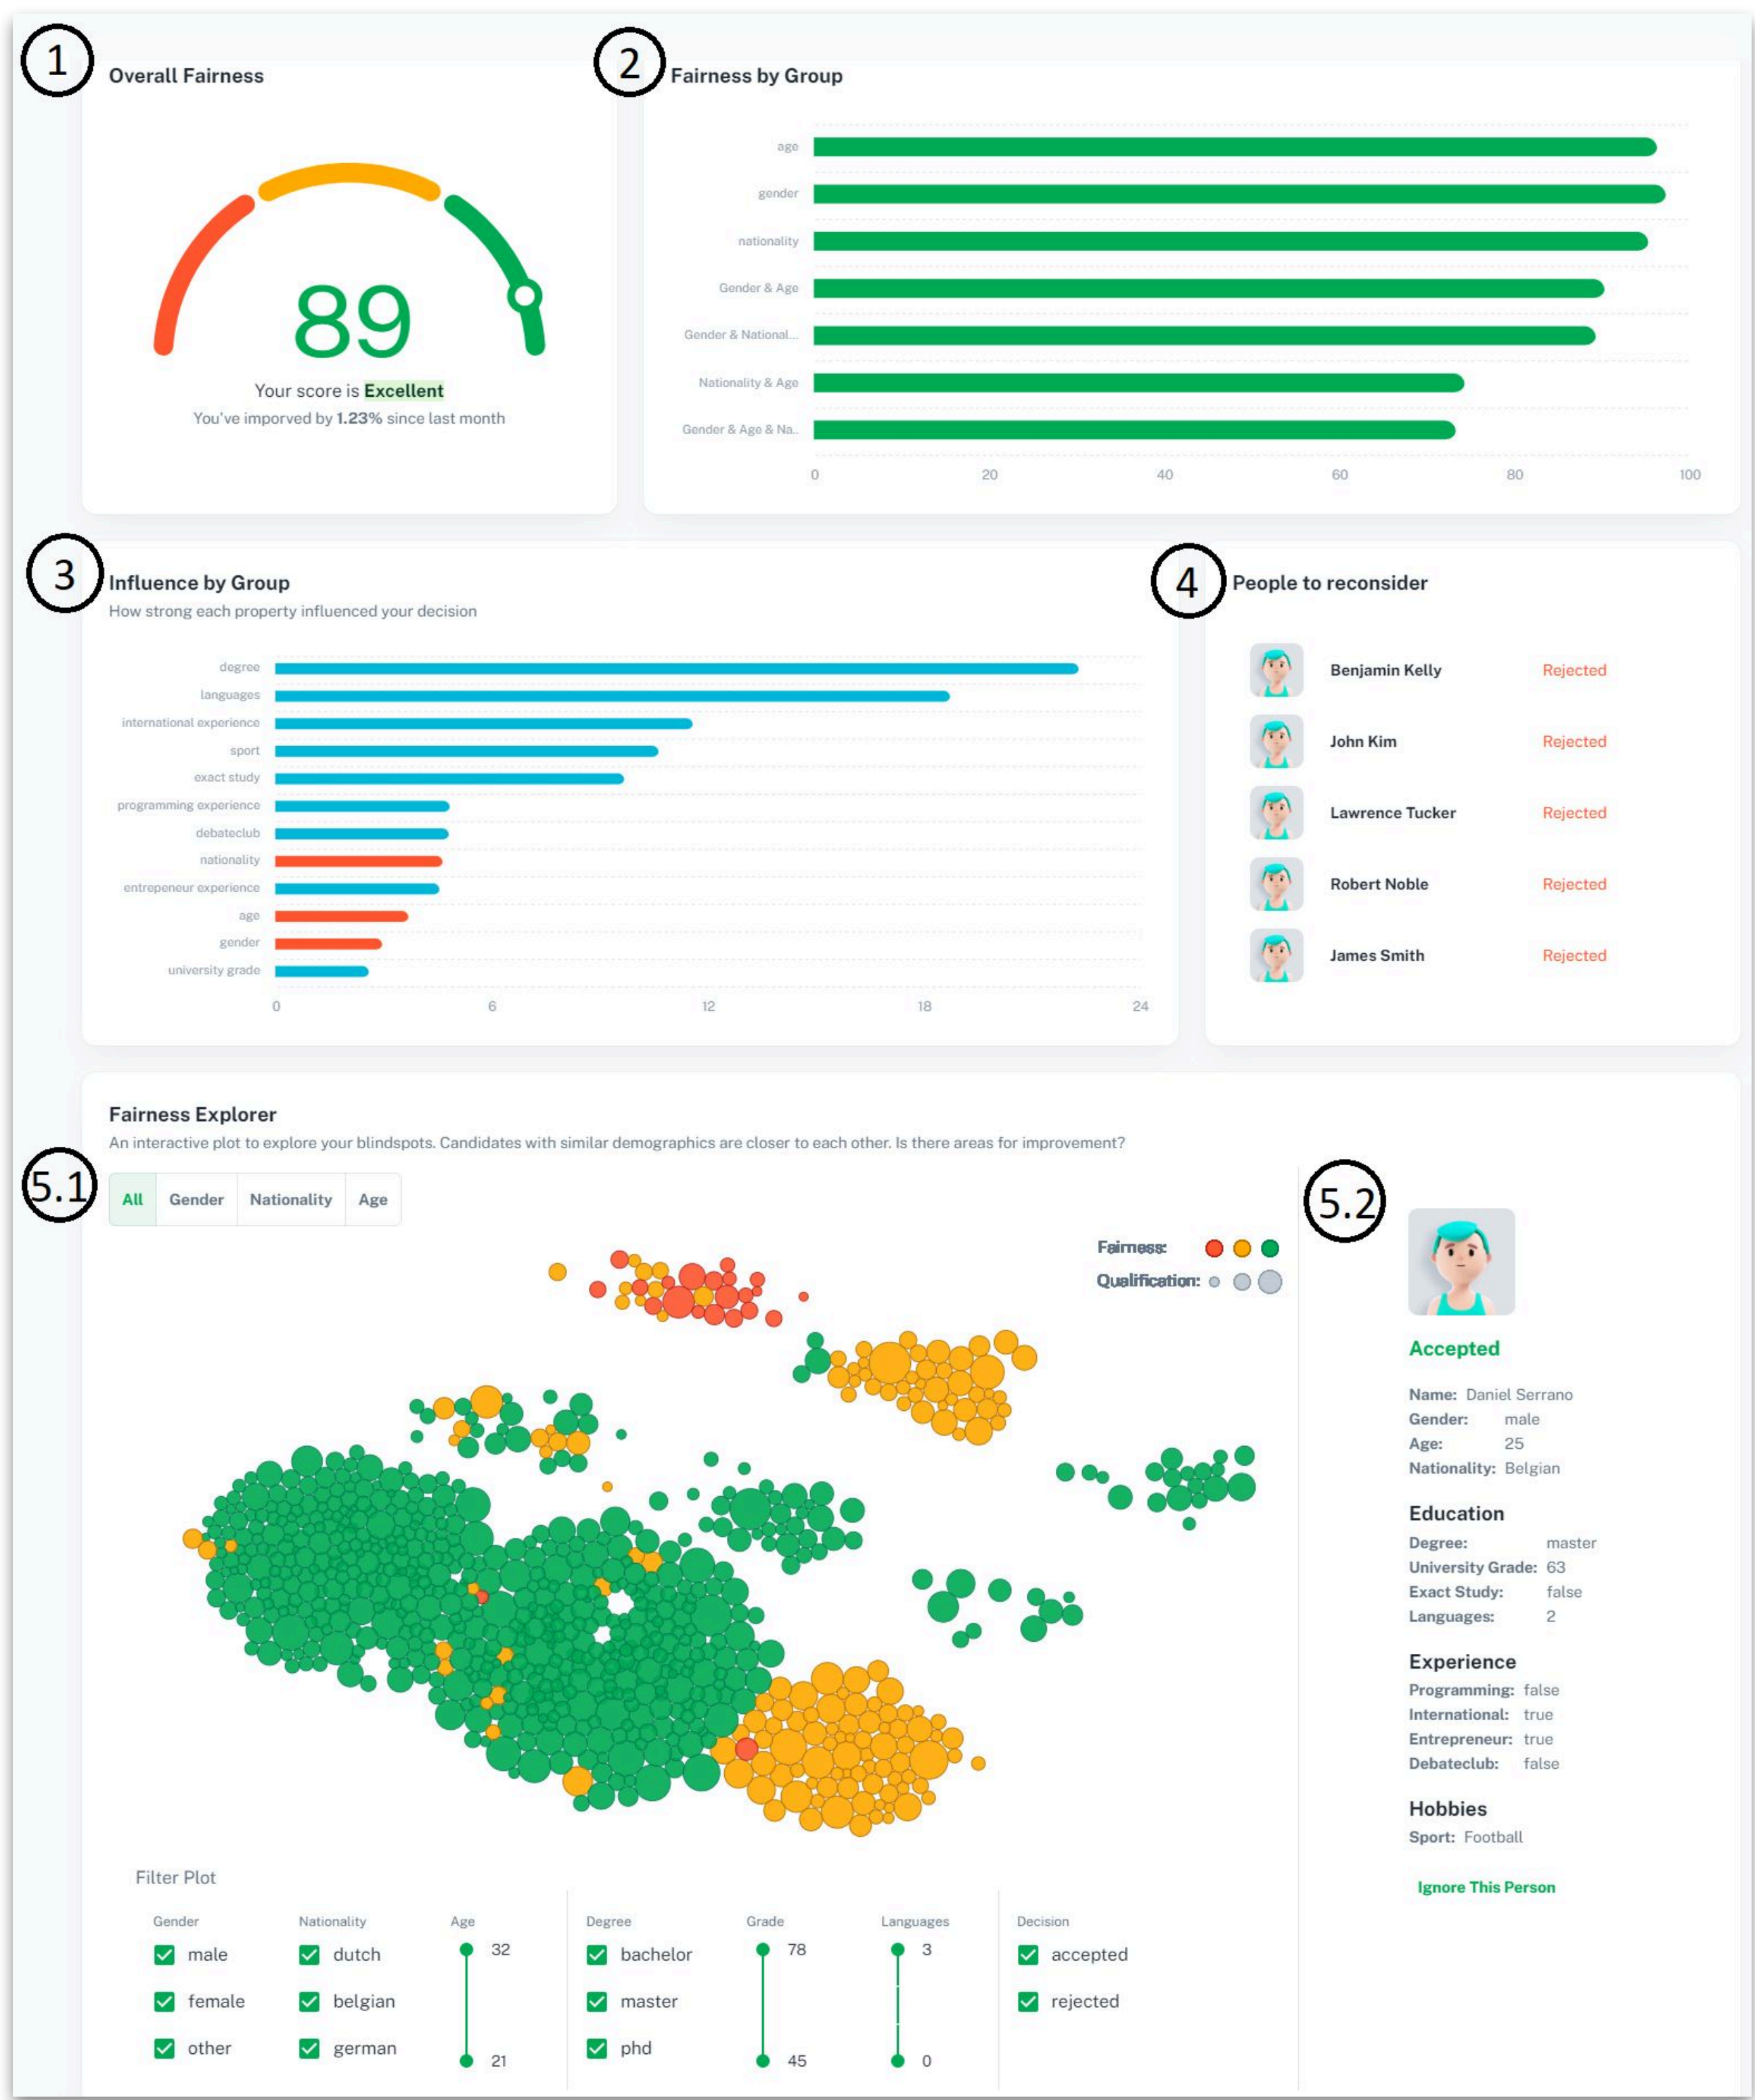 1
Overall Fairness
89
Your score is Excellent
You've imporved by 1.23% since last month
2
Fairness by Group
age
gender
nationality
Gender & Age
Gender & National...
Nationality & Age
Gender & Age & Na..
0 20 40 60 80 100
3
Influence by Group
How strong each property influenced your decision
degree
languages
international experience
sport
exact study
programming experience
debateclub
nationality
entrepeneur experience
age
gender
university grade
0 6 12 18 24
4
People to reconsider
Benjamin Kelly Rejected
John Kim Rejected
Lawrence Tucker Rejected
Robert Noble Rejected
James Smith Rejected
Fairness Explorer
An interactive plot to explore your blindspots. Candidates with similar demographics are closer to each other. Is there areas for improvement?
5.1
All Gender Nationality Age
Fairness:
Qualification:
Filter Plot
Gender Nationality Age Degree Grade Languages Decision
male dutch 32 bachelor 78 3 accepted
female belgian master rejected
other german 21 phd 45 0
5.2
Accepted
Name: Daniel Serrano
Gender: male
Age: 25
Nationality: Belgian
Education
Degree: master
University Grade: 63
Exact Study: false
Languages: 2
Experience
Programming: false
International: true
Entrepreneur: true
Debateclub: false
Hobbies
Sport: Football
Ignore This Person